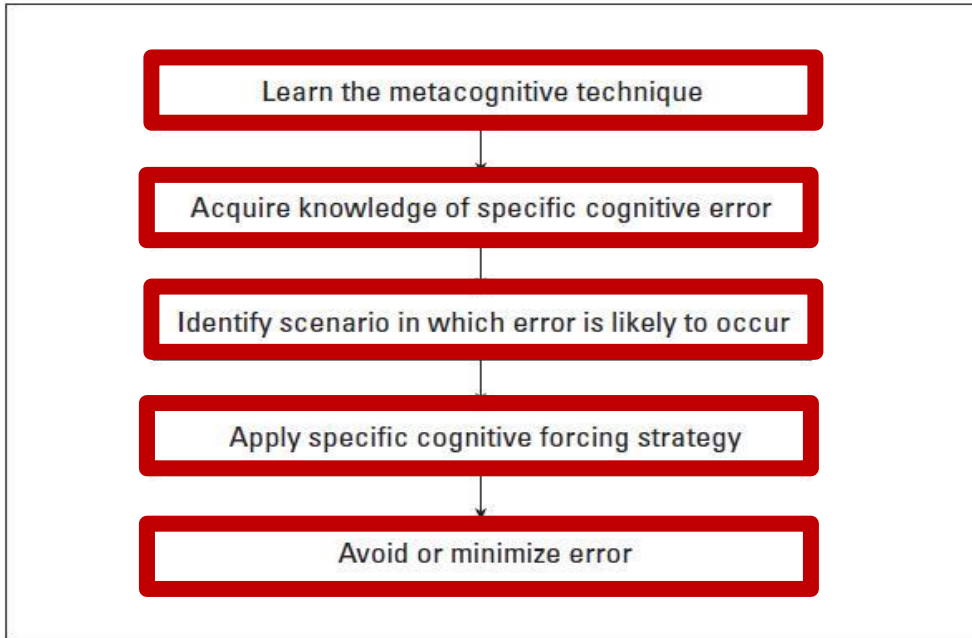 Learn the metacognitive technique
Acquire knowledge of specific cognitive error
Identify scenario in which error is likely to occur
Apply specific cognitive forcing strategy
Avoid or minimize error